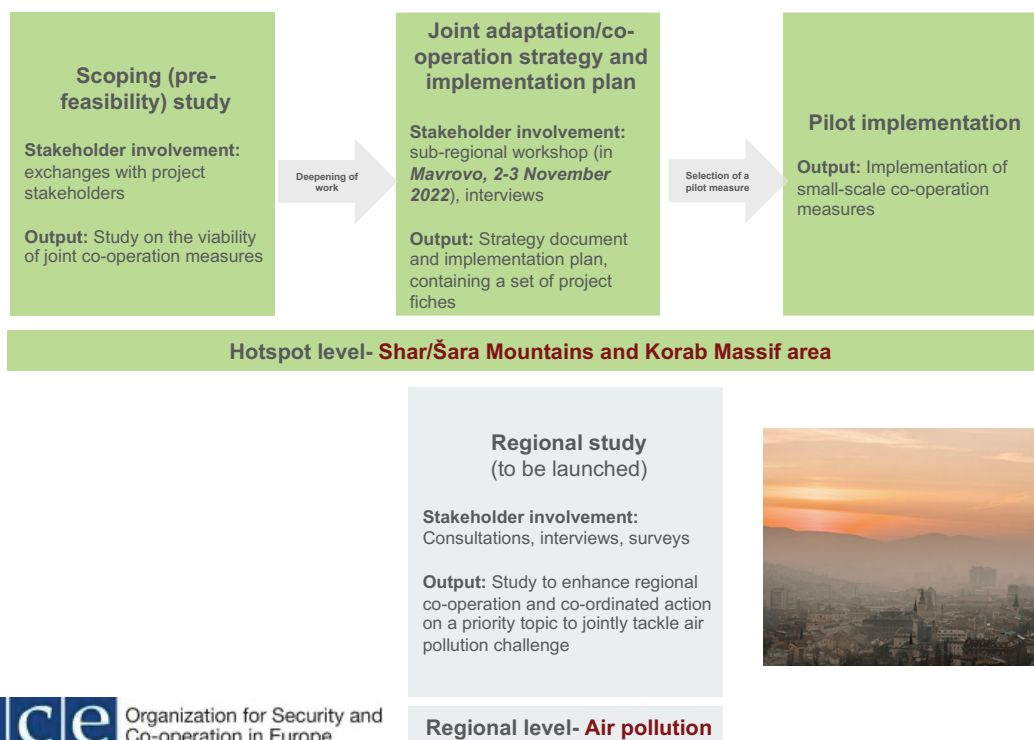 Scoping (pre-
feasibility) study
Stakeholder involvement:
exchanges with project
stakeholders
Output: Study on the viability
of joint co-operation measures
Deepening of
work
Joint adaptation/co-
operation strategy and
implementation plan
Stakeholder involvement:
sub-regional workshop (in
Mavrovo, 2-3 November
2022), interviews
Output: Strategy document
and implementation plan,
containing a set of project
fiches
Selection of a
pilot measure
Pilot implementation
Output: Implementation of
small-scale co-operation
measures
Hotspot level- Shar/Šara Mountains and Korab Massif area
Regional study
(to be launched)
Stakeholder involvement:
Consultations, interviews, surveys
Output: Study to enhance regional
co-operation and co-ordinated action
on a priority topic to jointly tackle air
pollution challenge
Regional level- Air pollution
ce
Organization for Security and
Co-operation in Europe